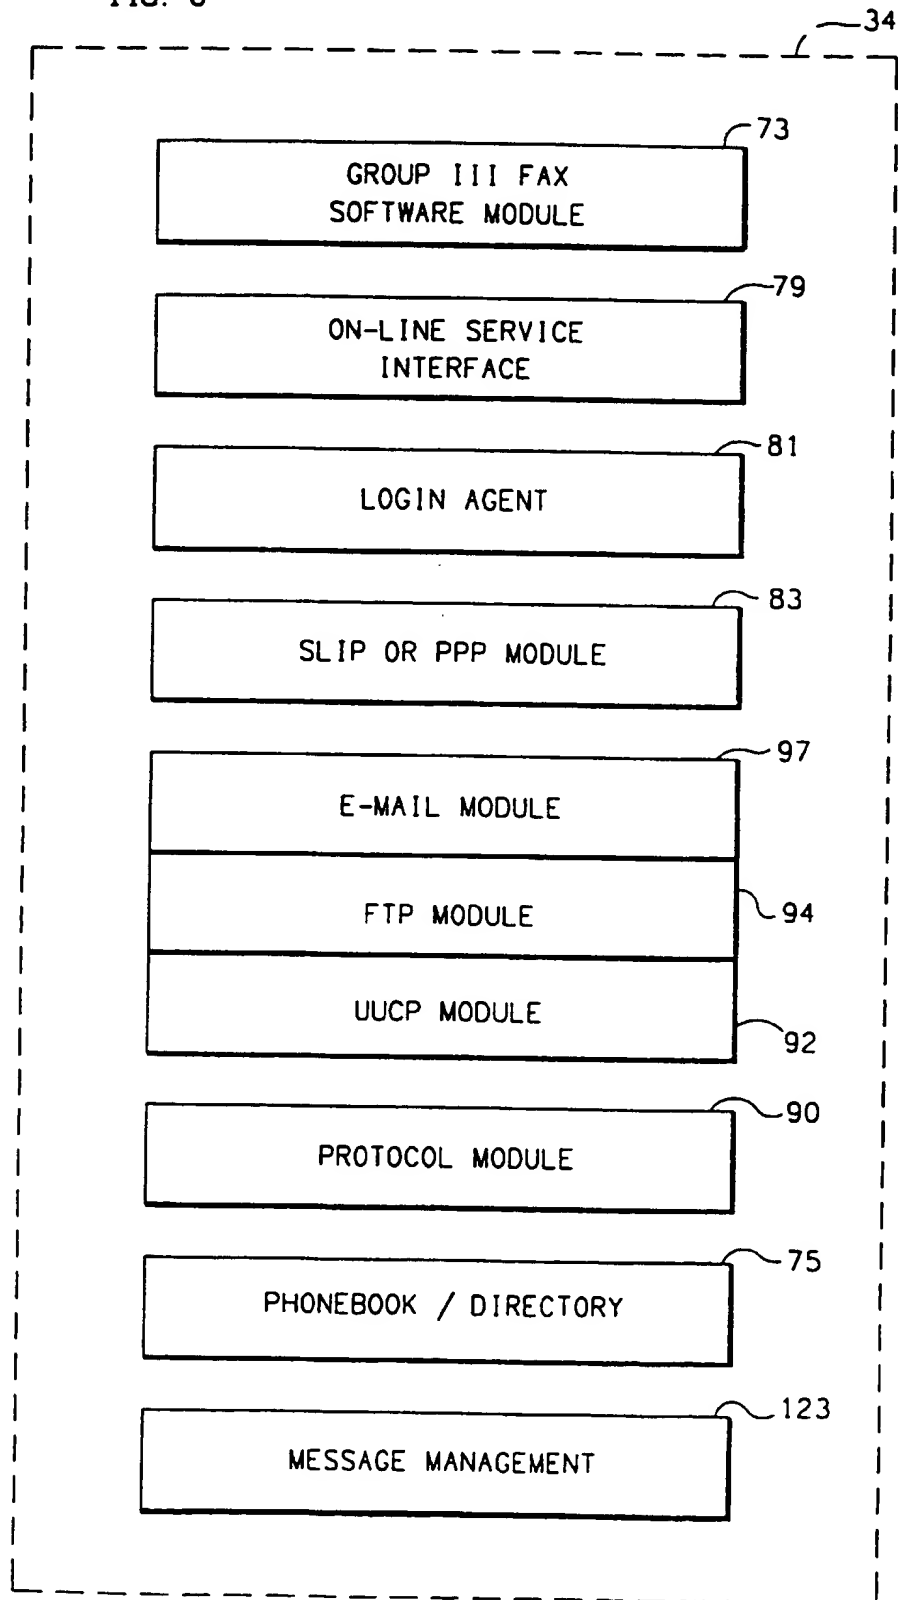 34
73
GROUP III FAX
SOFTWARE MODULE
79
ON-LINE SERVICE
INTERFACE
81
LOGIN AGENT
83
SLIP OR PPP MODULE
97
E-MAIL MODULE
FTP MODULE
94
UUCP MODULE
92
90
PROTOCOL MODULE
75
PHONEBOOK / DIRECTORY
123
MESSAGE MANAGEMENT